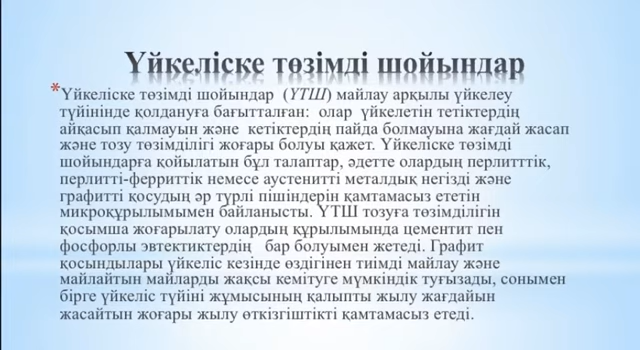 Үйкеліске төзімді шойындар
*Үйкеліске төзімді шойындар (ҮТШ) майлау арқылы үйкелеу
түйінінде қолдануға бағытталған: олар үйкелетін тетіктердің
айқасып қалмауын және кетіктердің пайда болмауына жағдай жасап
және тозу төзімділігі жоғары болуы қажет. Үйкеліске төзімді
шойындарға қойылатын бұл талаптар, әдетте олардың перлитттік,
перлитті-ферриттік немесе аустенитті металдық негізді және
графитті қосудың әр түрлі пішіндерін қамтамасыз ететін
микроқұрылымымен байланысты. ҮТШ тозуға төзімділігін
қосымша жоғарылату олардың құрылымында цементит пен
фосфорлы эвтектиктердің бар болуымен жетеді. Графит
қосындылары үйкеліс кезінде өздігінен тиімді майлау және
майлайтын майларды жақсы кемітуге мүмкіндік туғызады, сонымен
бірге үйкеліс түйіні жұмысының қалыпты жылу жағдайын
жасайтын жоғары жылу өткізгіштікті қамтамасыз етеді.